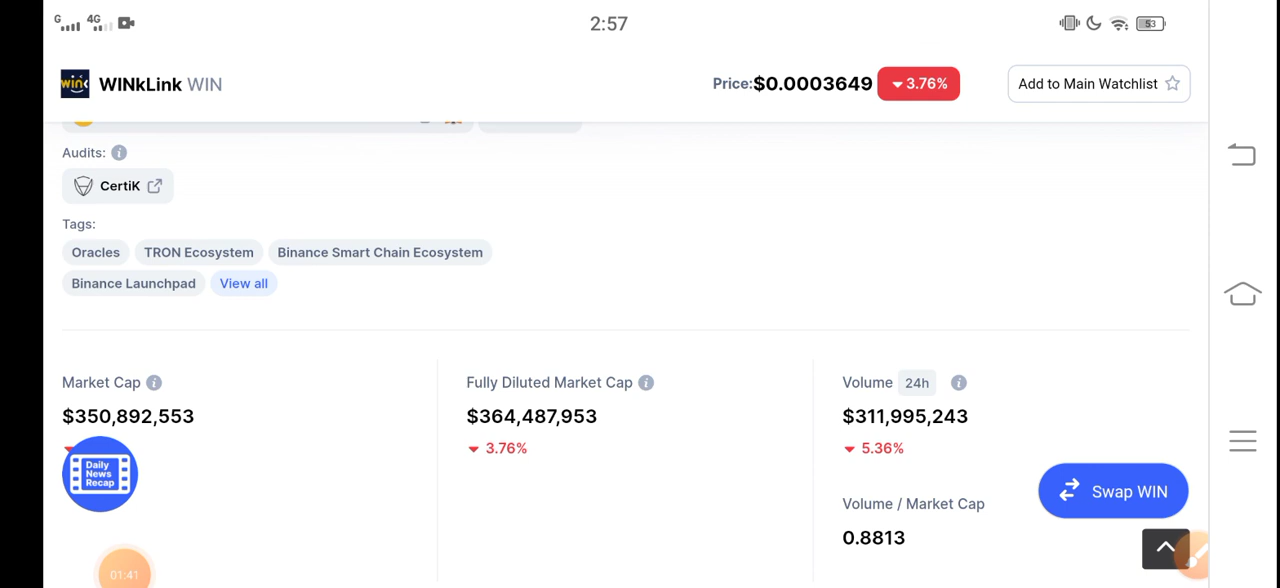 G 4G 2:57 53
wink WINkLink WIN Price:$0.0003649 3.76% Add to Main Watchlist
Audits:
CertiK
Tags:
Oracles TRON Ecosystem Binance Smart Chain Ecosystem
Binance Launchpad View all
Market Cap Fully Diluted Market Cap Volume 24h
$350,892,553 $364,487,953 $311,995,243
3.76% 5.36%
Daily
News
Recap
Swap WIN
Volume / Market Cap
0.8813
01:41